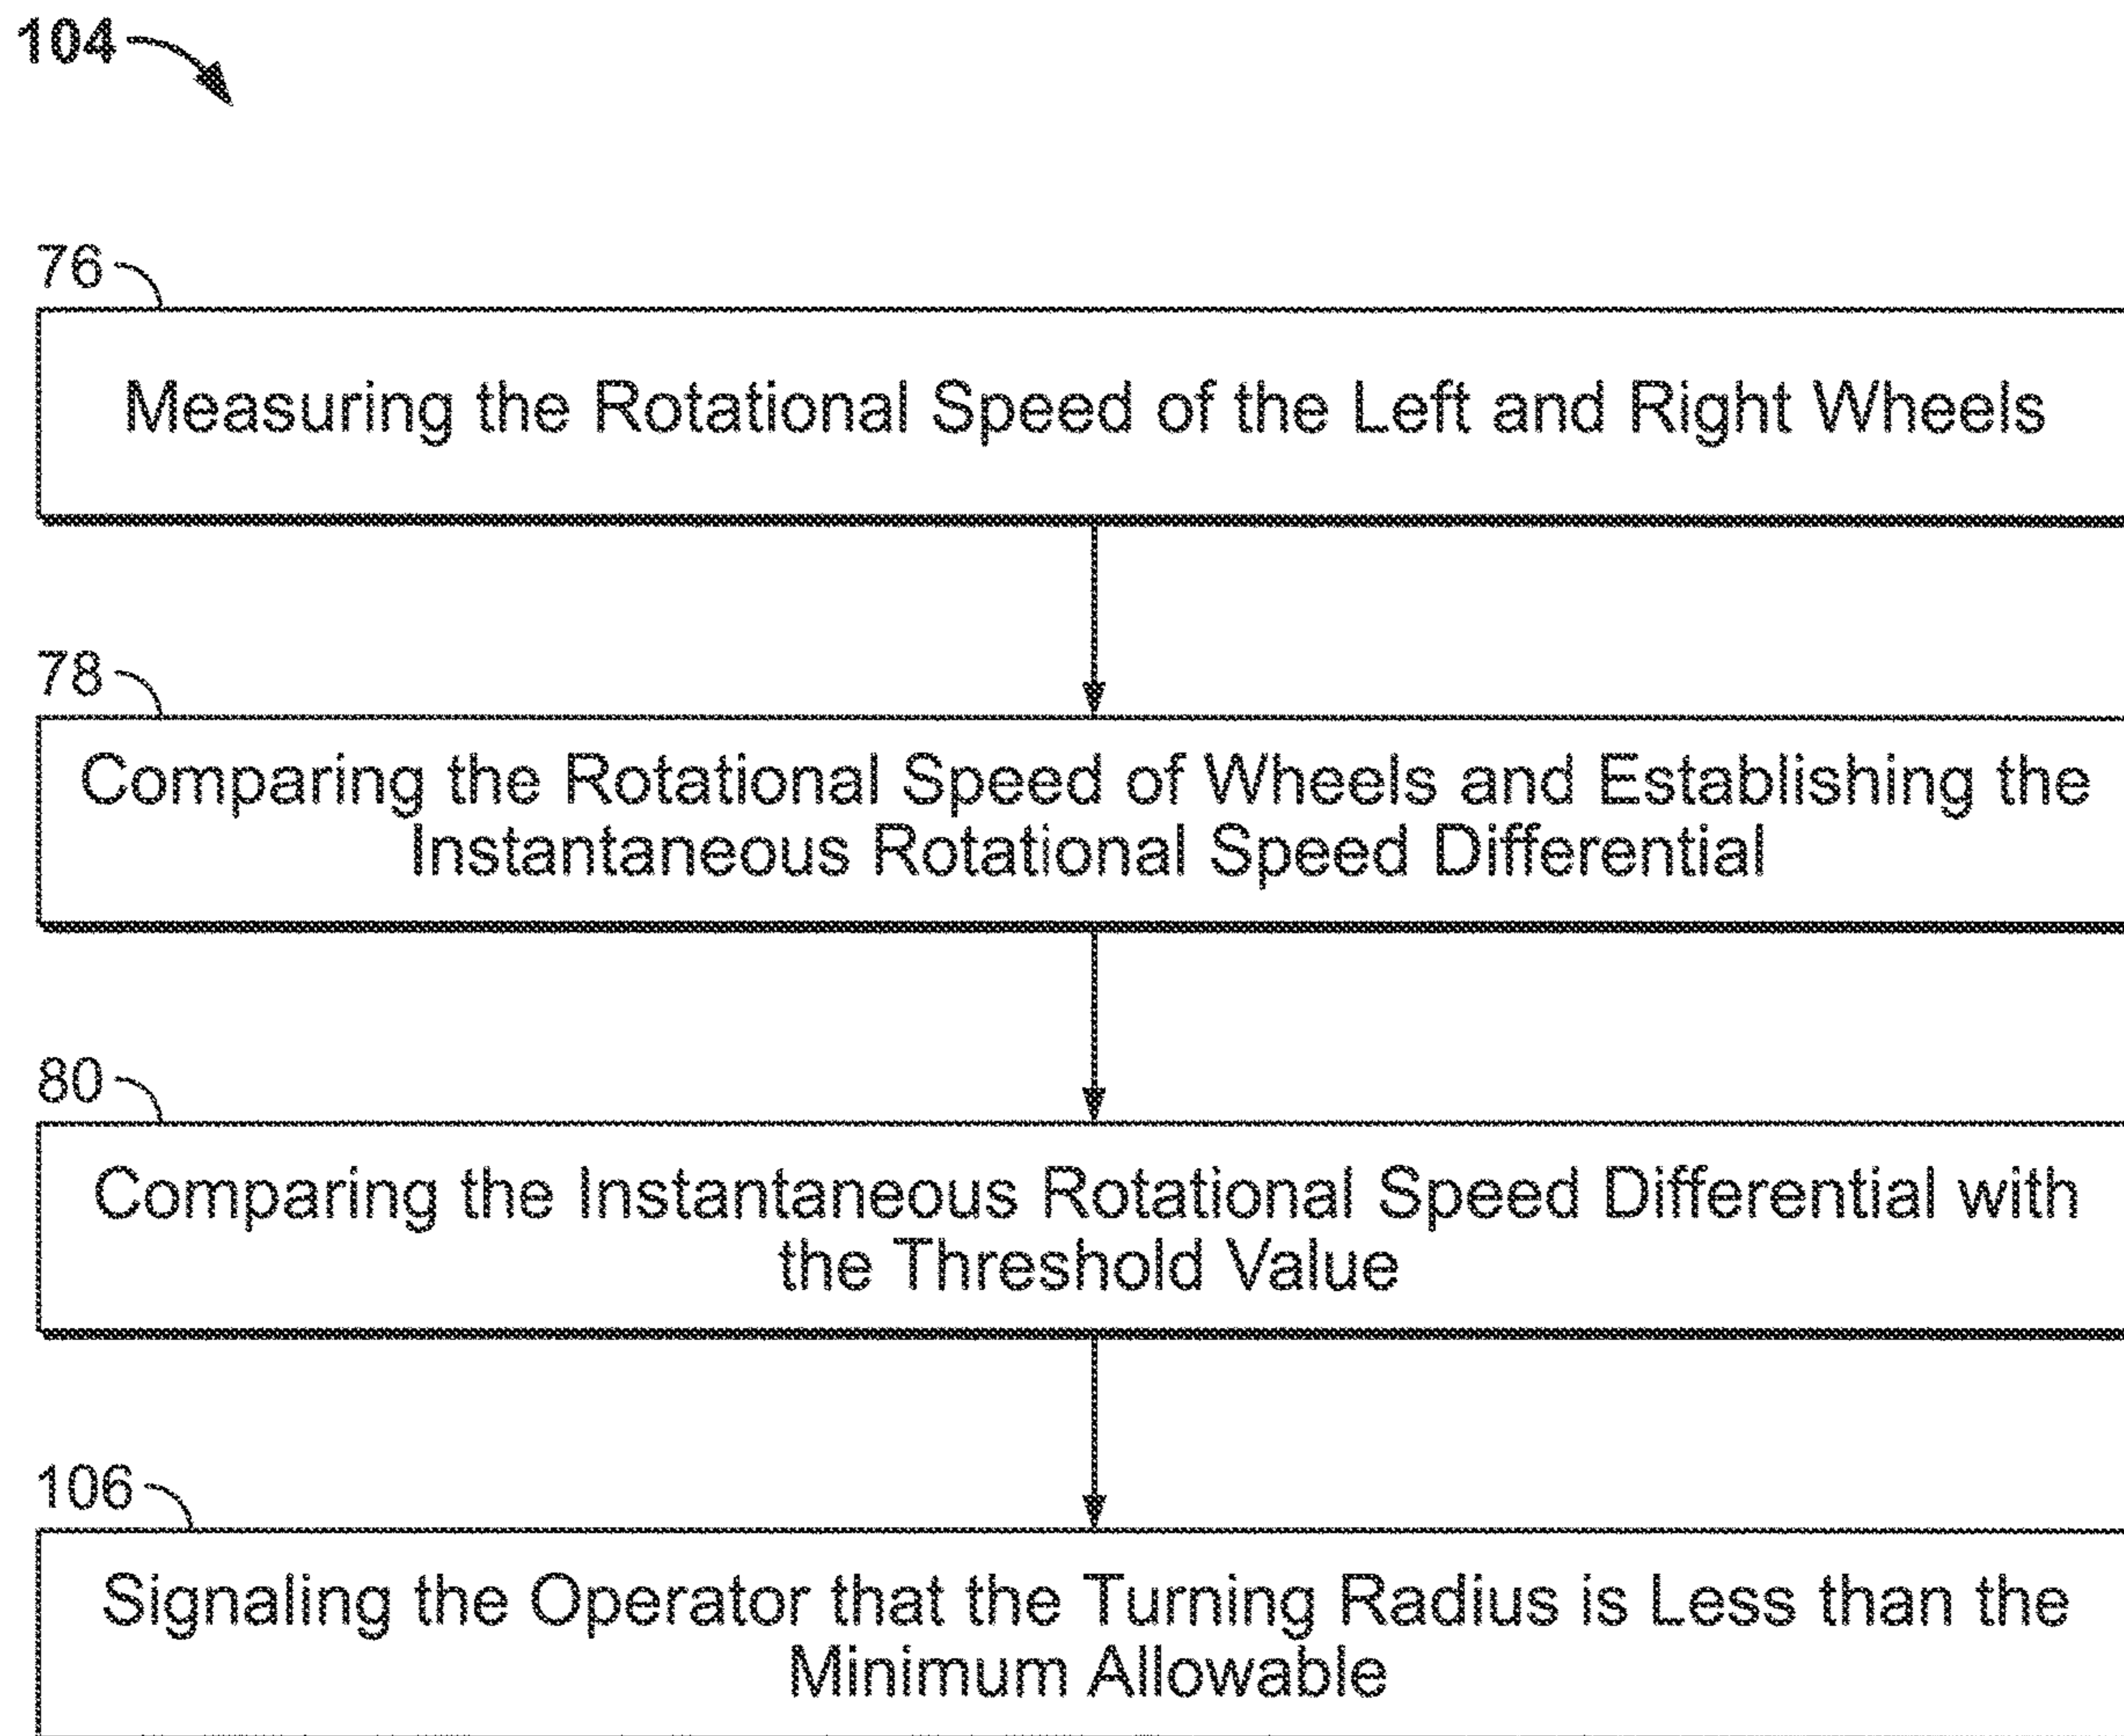 104
76
Measuring the Rotational Speed of the Left and Right Wheels
78
Comparing the Rotational Speed of Wheels and Establishing the
Instantaneous Rotational Speed Differential
80
Comparing the Instantaneous Rotational Speed Differential with
the Threshold Value
106
Signaling the Operator that the Turning Radius is Less than the
Minimum Allowable